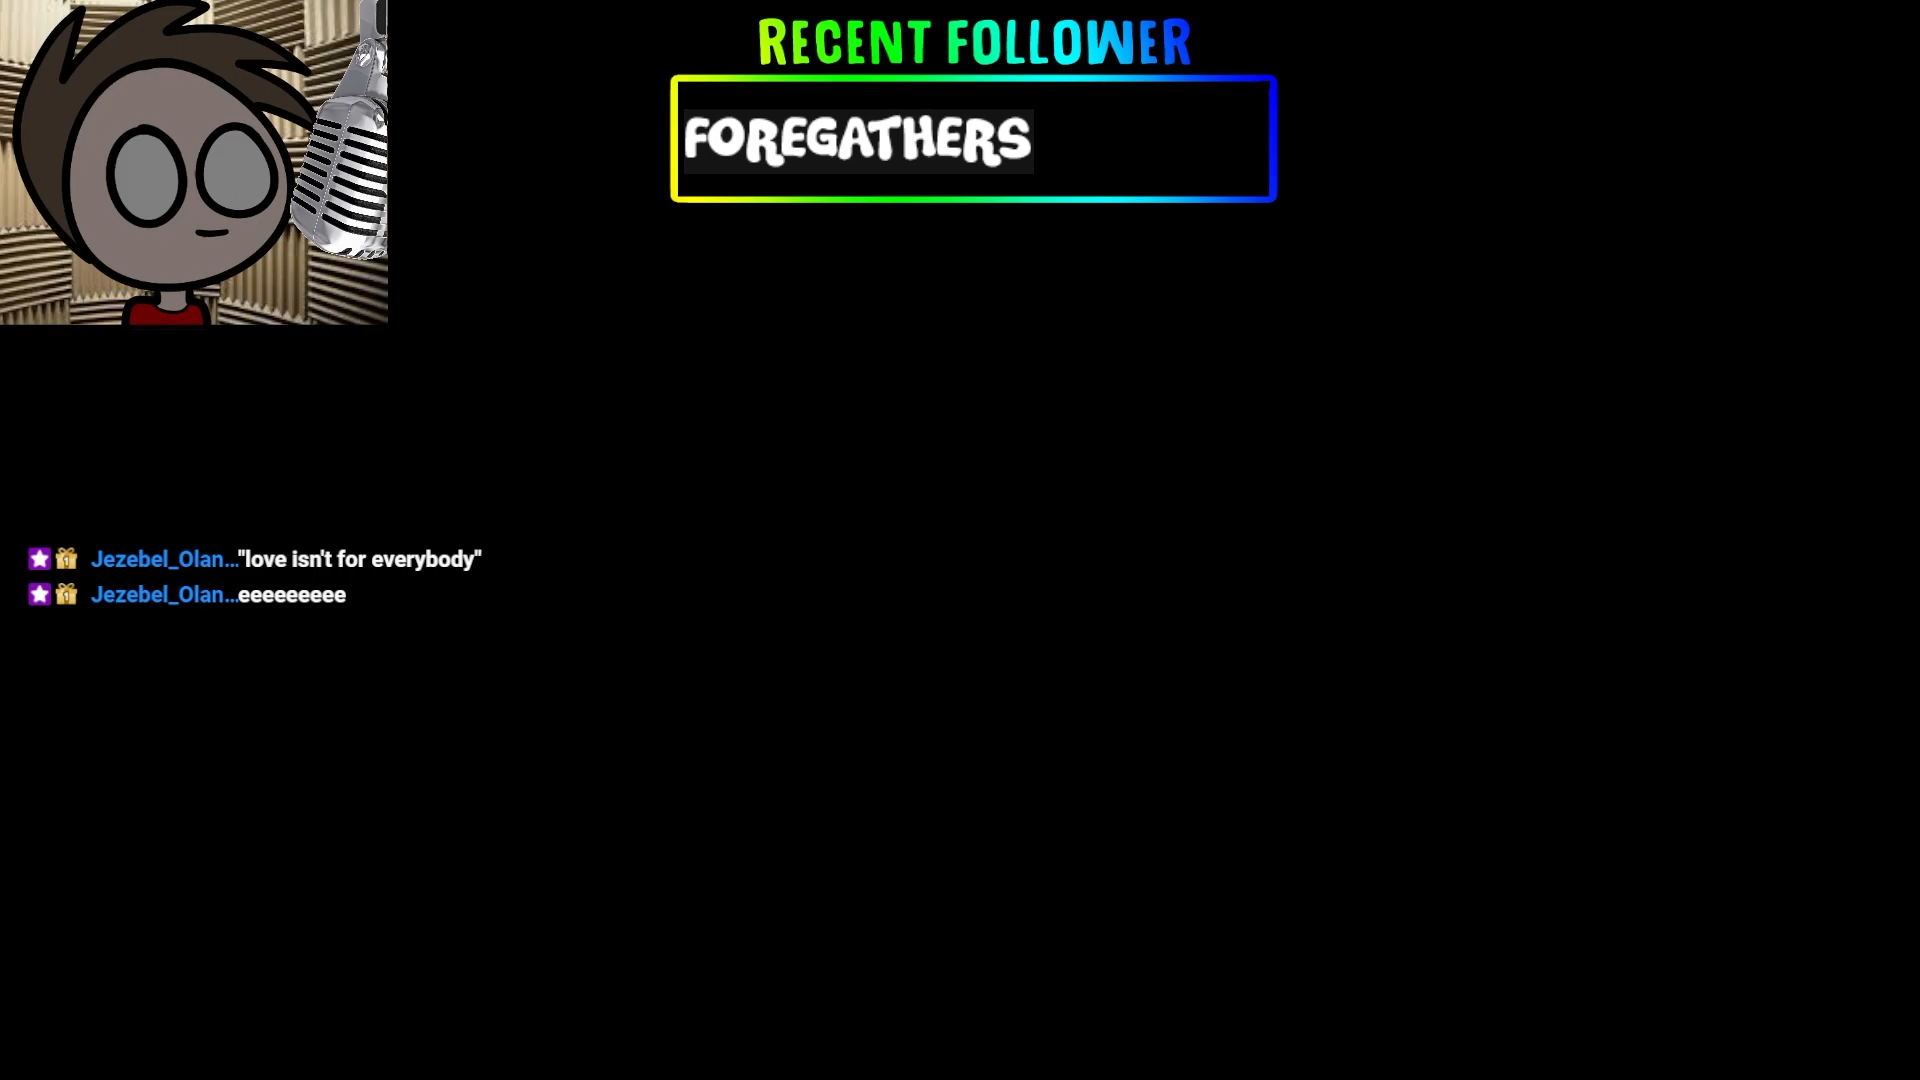 RECENT FOLLOWER
FOREGATHERS
Jezebel_Olan..."love isn't for everybody"
Jezebel_Olan...eeeeeeeee